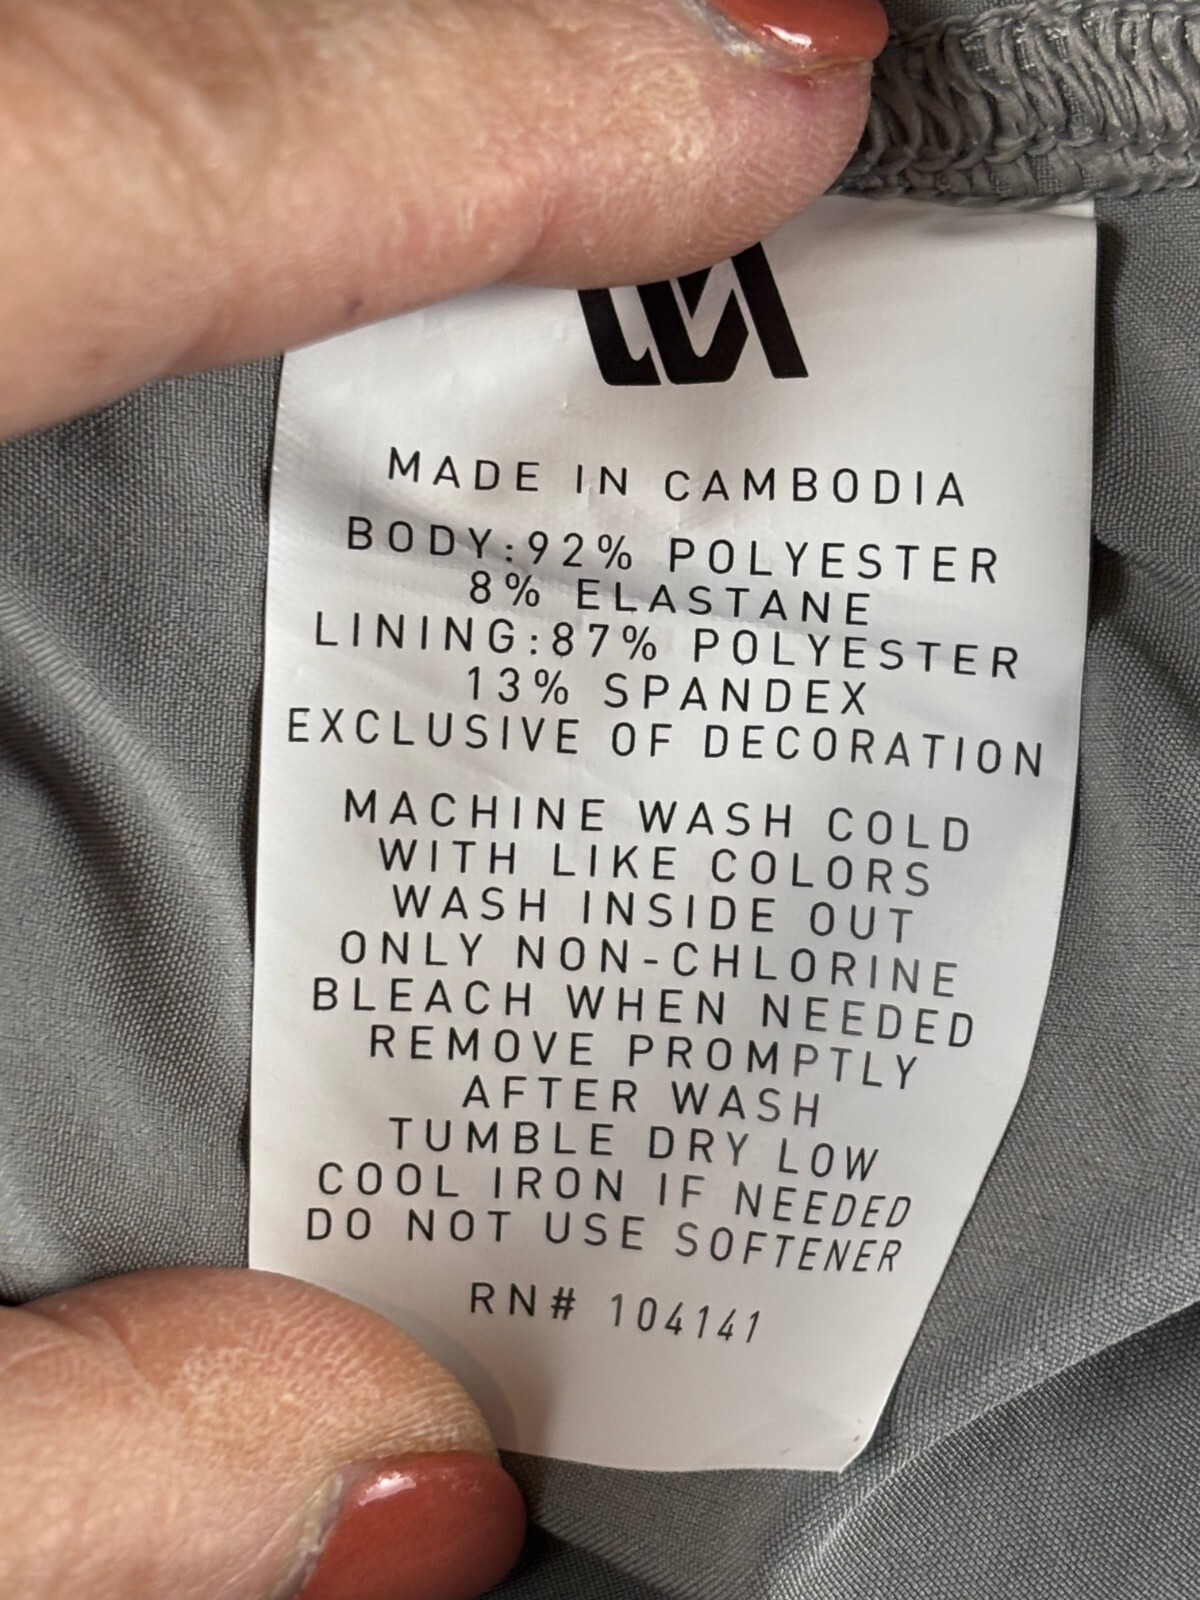 MADE IN CAMBODIA
BODY:92% POLYESTER
8% ELASTANE
LINING:87% POLYESTER
13% SPANDEX
EXCLUSIVE OF DECORATION
MACHINE WASH COLD
WITH LIKE COLORS
WASH INSIDE OUT
ONLY NON-CHLORINE
BLEACH WHEN NEEDED
REMOVE PROMPTLY
AFTER WASH
TUMBLE DRY LOW
COOL IRON IF NEEDED
DO NOT USE SOFTENER
RN# 104141